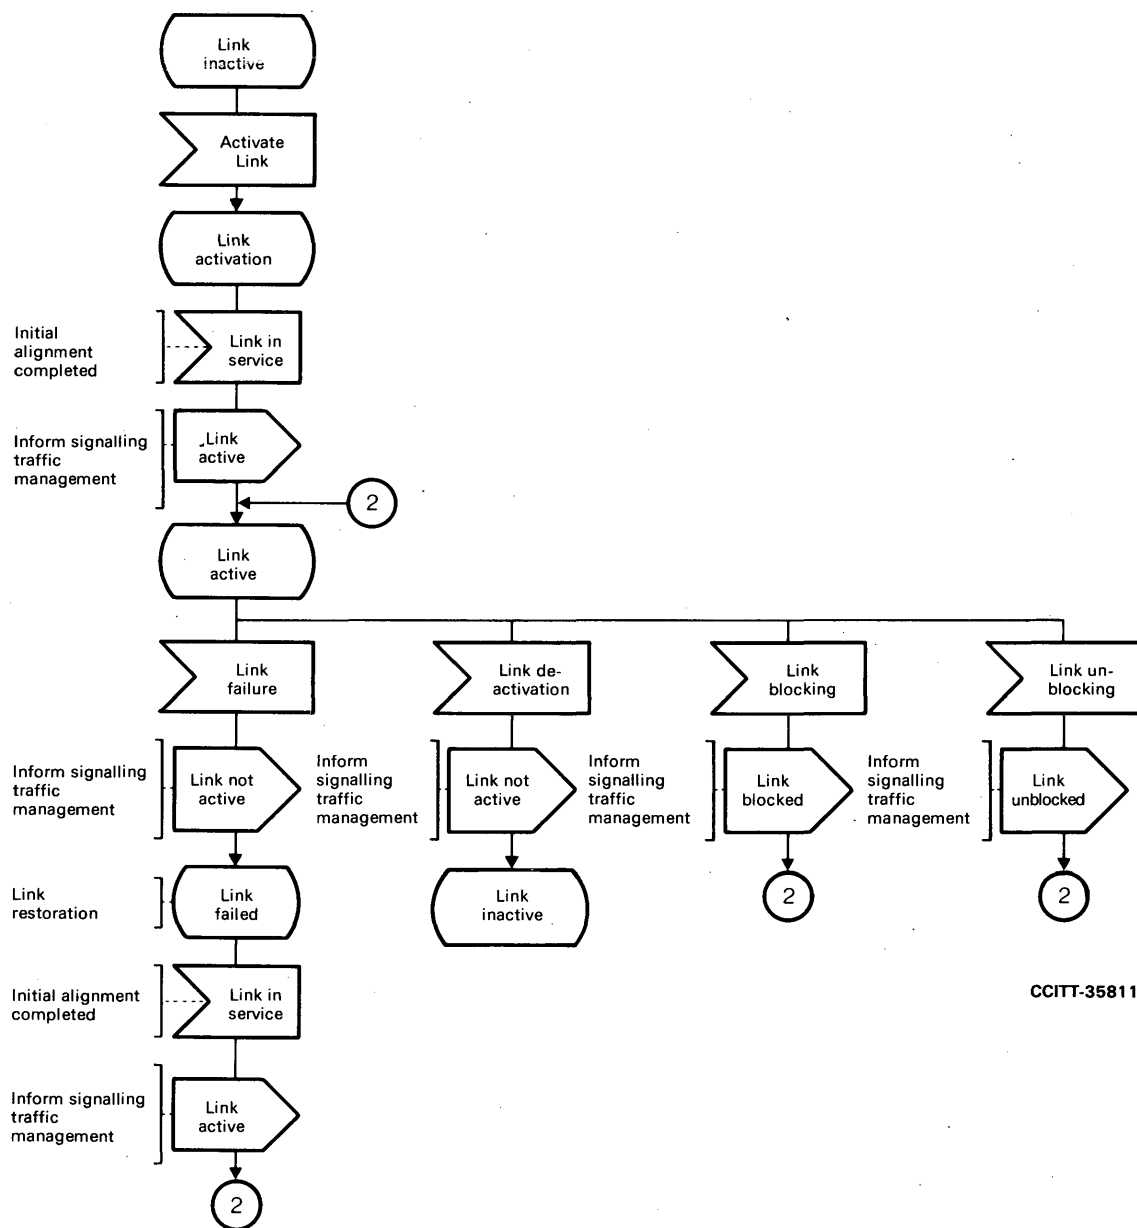 Link
inactive
Activate
Link
Link
activation
Initial
alignment
completed
Link in
service
Inform signalling
traffic
management
Link
active
2
Link
active
Link
failure
Link de-
activation
Link
blocking
Link un-
blocking
Inform signalling
traffic
management
Link not
active
Inform
signalling
traffic
management
Link not
active
Inform
signalling
traffic
management
Link
blocked
Inform
signalling
traffic
management
Link
unblocked
Link
restoration
Link
failed
Link
inactive
2
2
Initial alignment
completed
Link in
service
CCITT-35811
Inform signalling
traffic
management
Link
active
2